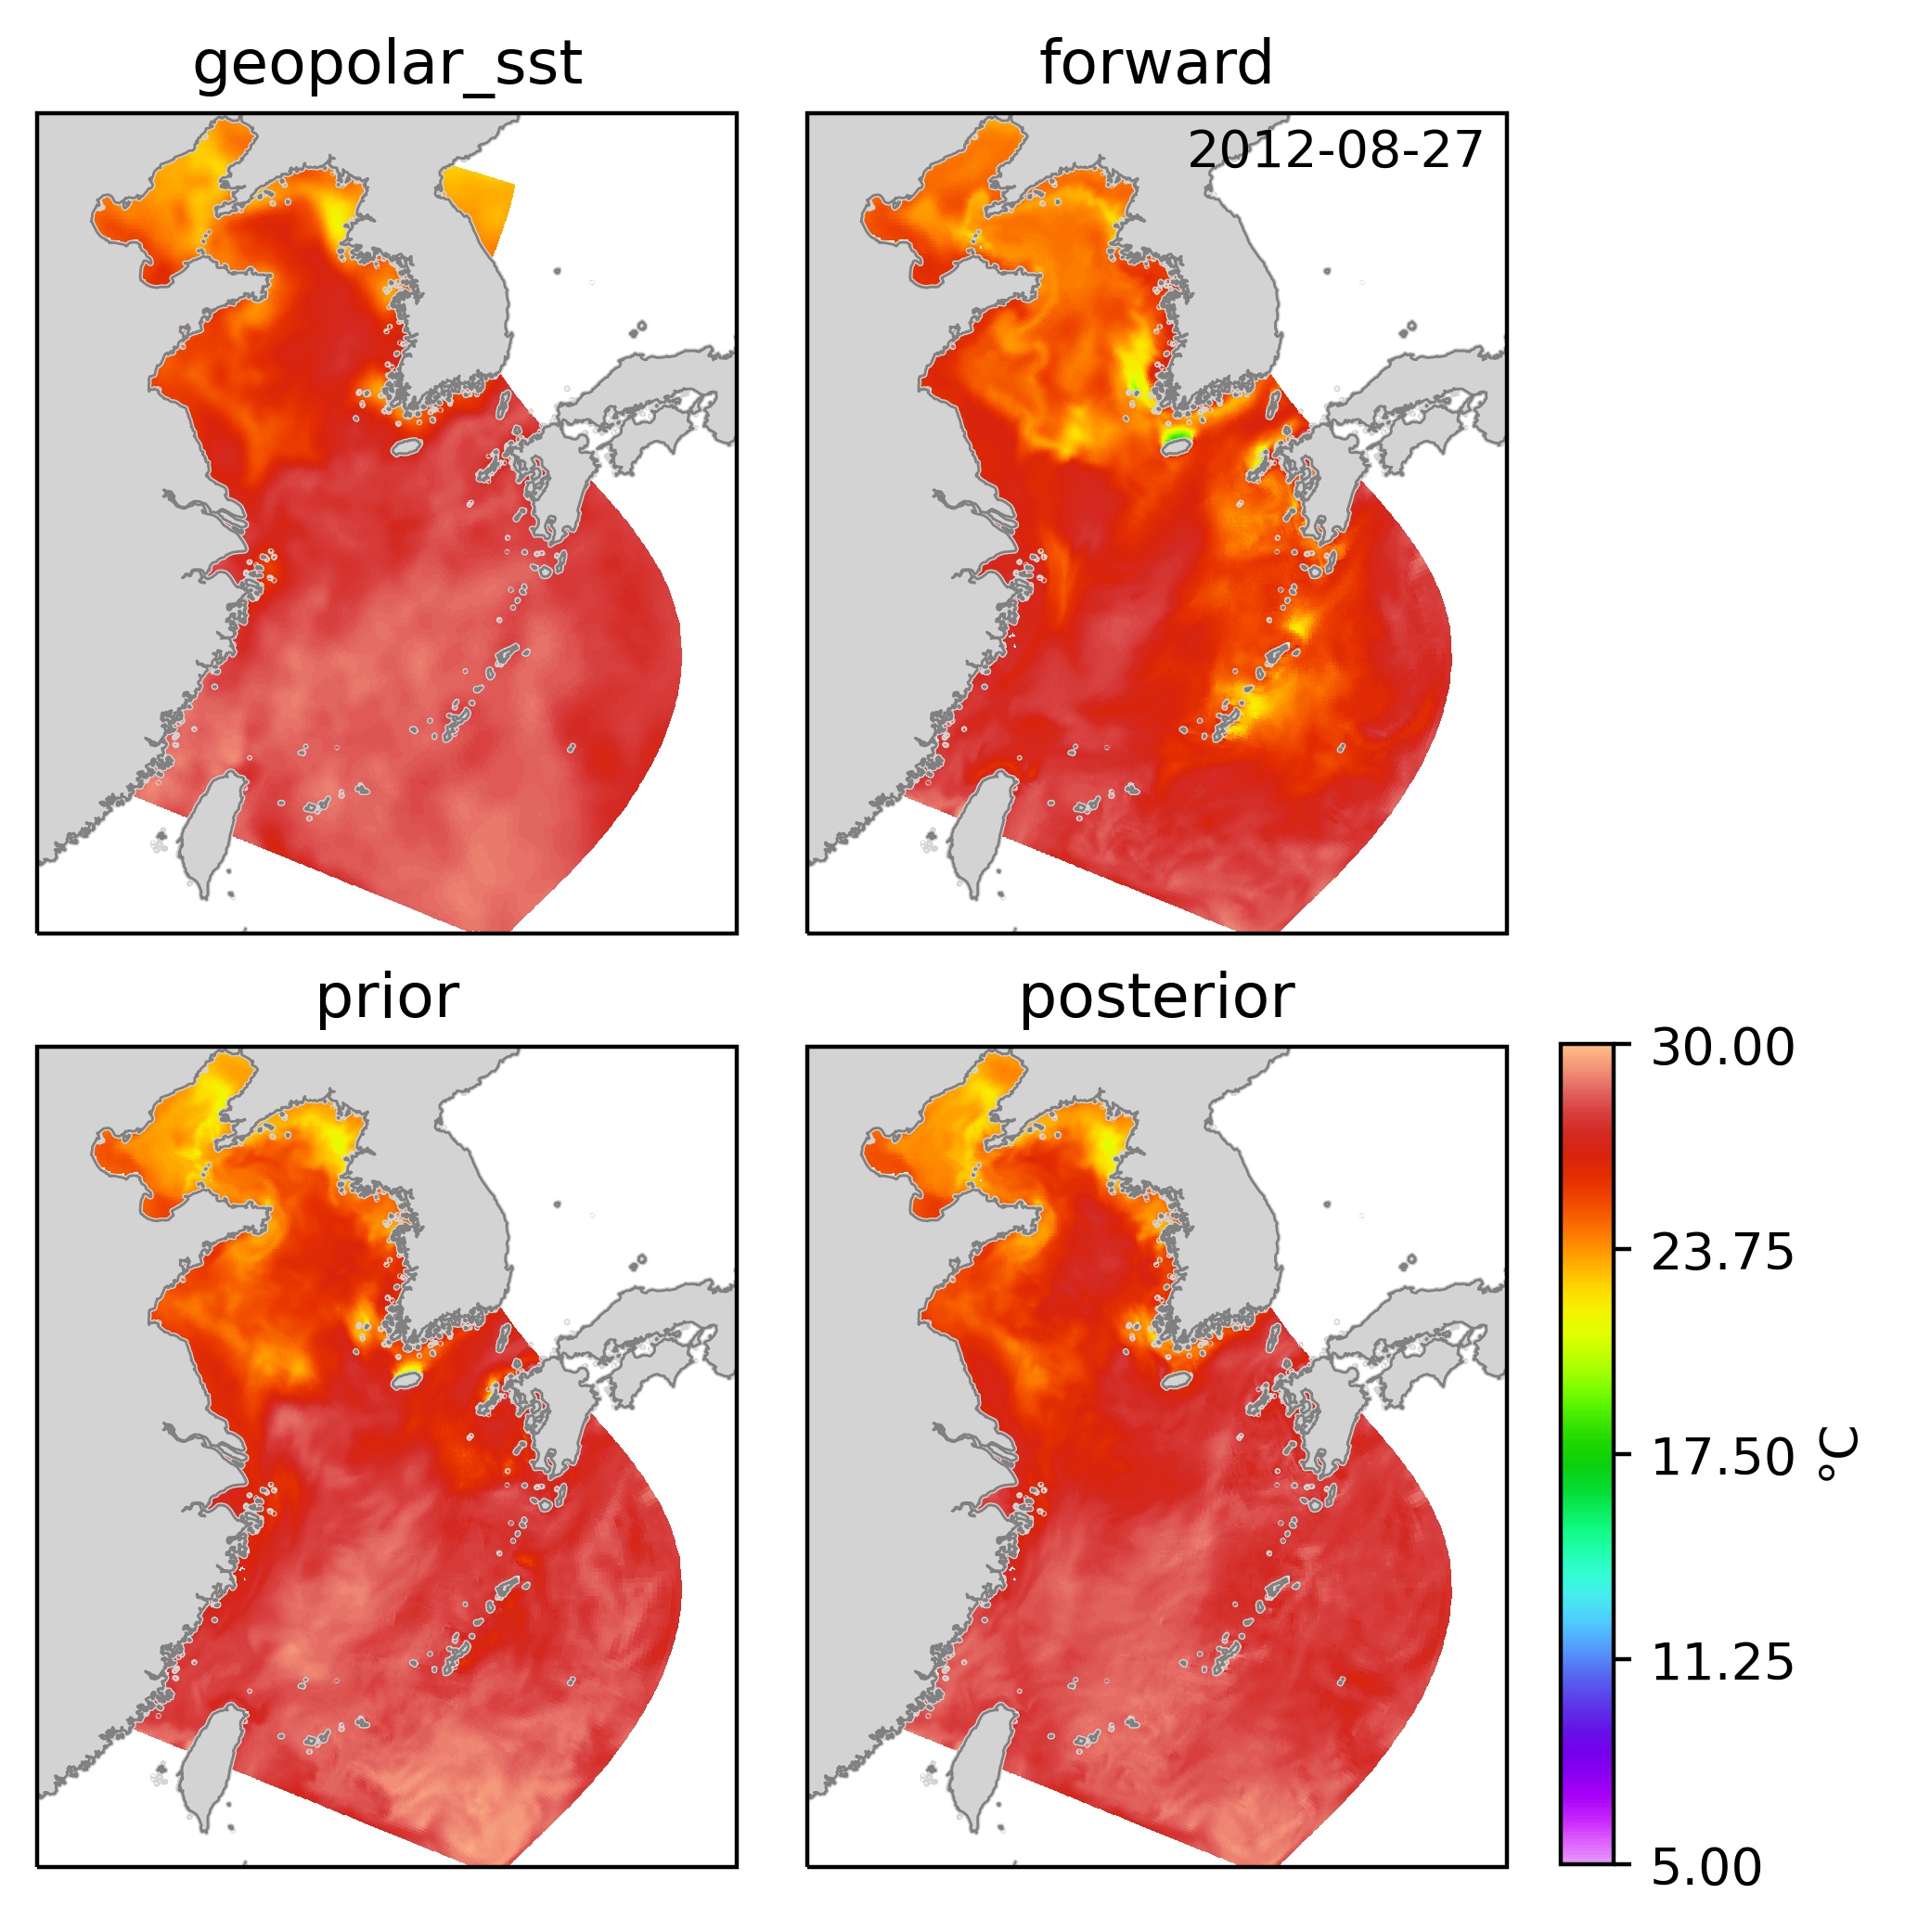 geopolar_sst
forward
2012-08-27
prior
posterior
30.00
23.75
17.50
11.25
5.00
°C